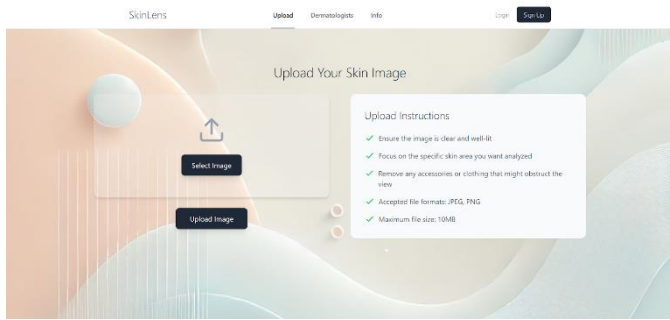 SkinLens
Upload Dermatologists Info
Login Sign Up
Upload Your Skin Image
Select Image
Upload Image
Upload Instructions
Ensure the image is clear and well-lit
Focus on the specific skin area you want analyzed
Remove any accessories or clothing that might obstruct the
view
Accepted file formats: JPEG, PNG
Maximum file size: 10MB